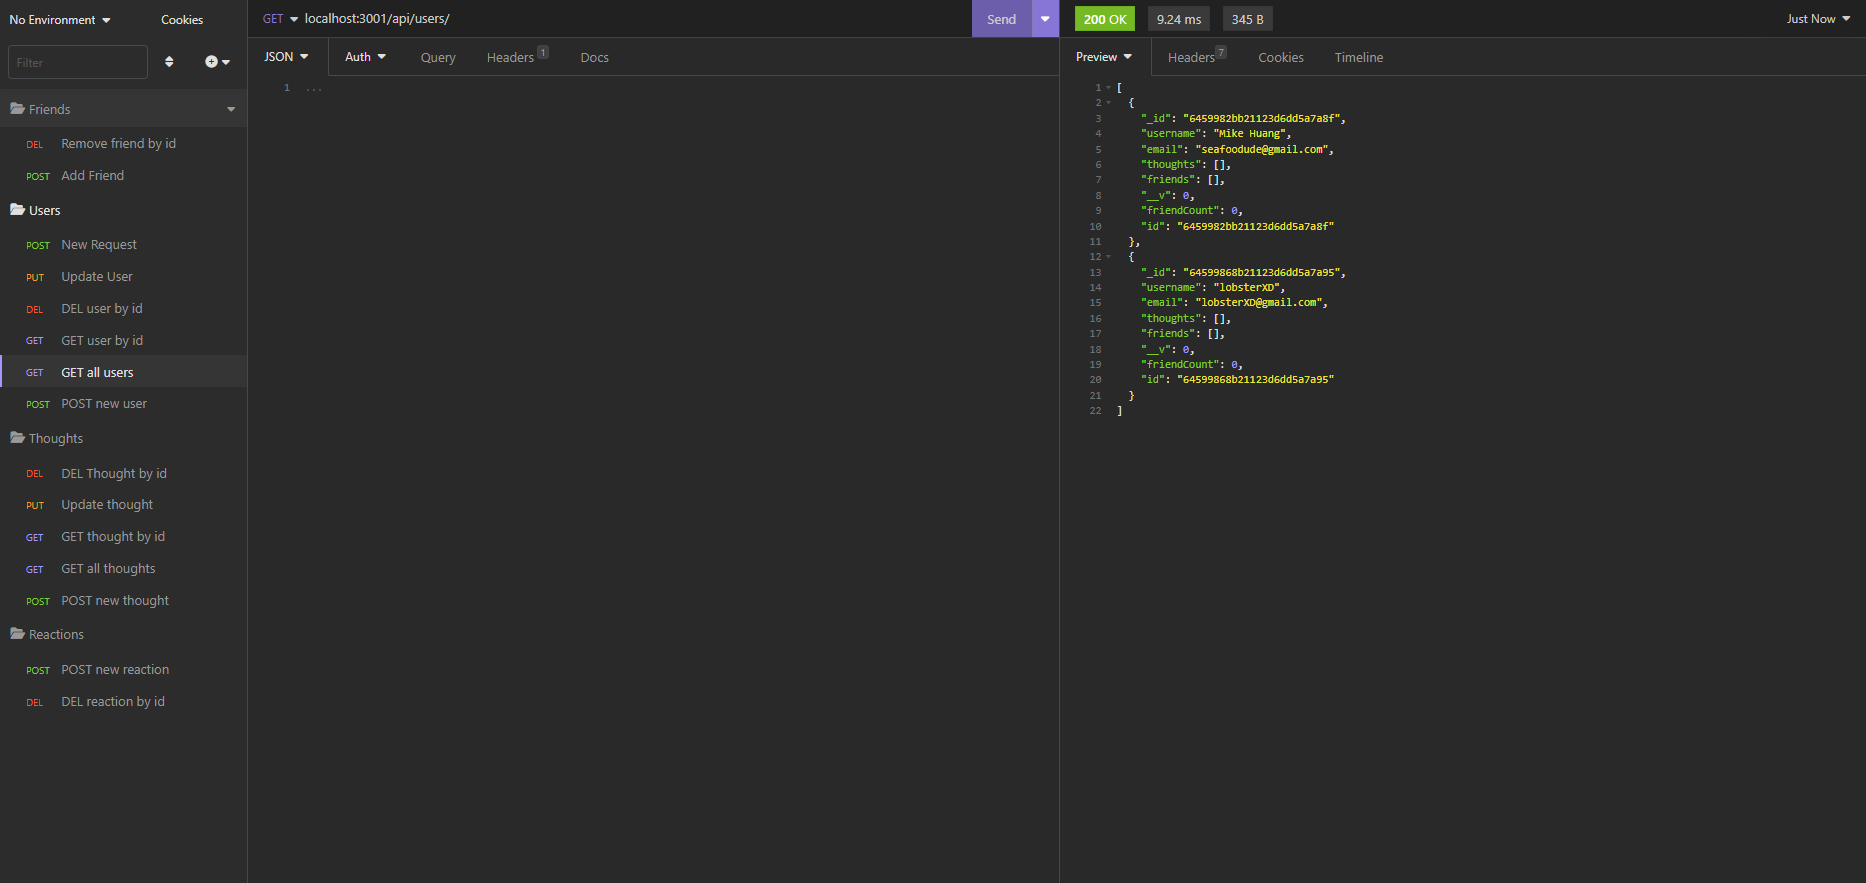 No Environment
Cookies
Filter
Friends
DEL Remove friend by id
POST Add Friend
Users
POST New Request
PUT Update User
DEL DEL user by id
GET GET user by id
GET GET all users
POST POST new user
Thoughts
DEL DEL Thought by id
PUT Update thought
GET GET thought by id
GET GET all thoughts
POST POST new thought
Reactions
POST POST new reaction
DEL DEL reaction by id
GET localhost:3001/api/users/ Send
JSON Auth Query Headers 1 Docs
1 ...
200 OK 9.24 ms 345 B Just Now
Preview Headers 7 Cookies Timeline
1 [
2 {
3 "_id": "6459982bb21123d6dd5a7a8f",
4 "username": "Mike Huang",
5 "email": "seafoodude@gmail.com",
6 "thoughts": [],
7 "friends": [],
8 "__v": 0,
9 "friendCount": 0,
10 "id": "6459982bb21123d6dd5a7a8f"
11 },
12 {
13 "_id": "64599868b21123d6dd5a7a95",
14 "username": "lobsterXD",
15 "email": "lobsterXD@gmail.com",
16 "thoughts": [],
17 "friends": [],
18 "__v": 0,
19 "friendCount": 0,
20 "id": "64599868b21123d6dd5a7a95"
21 }
22 ]